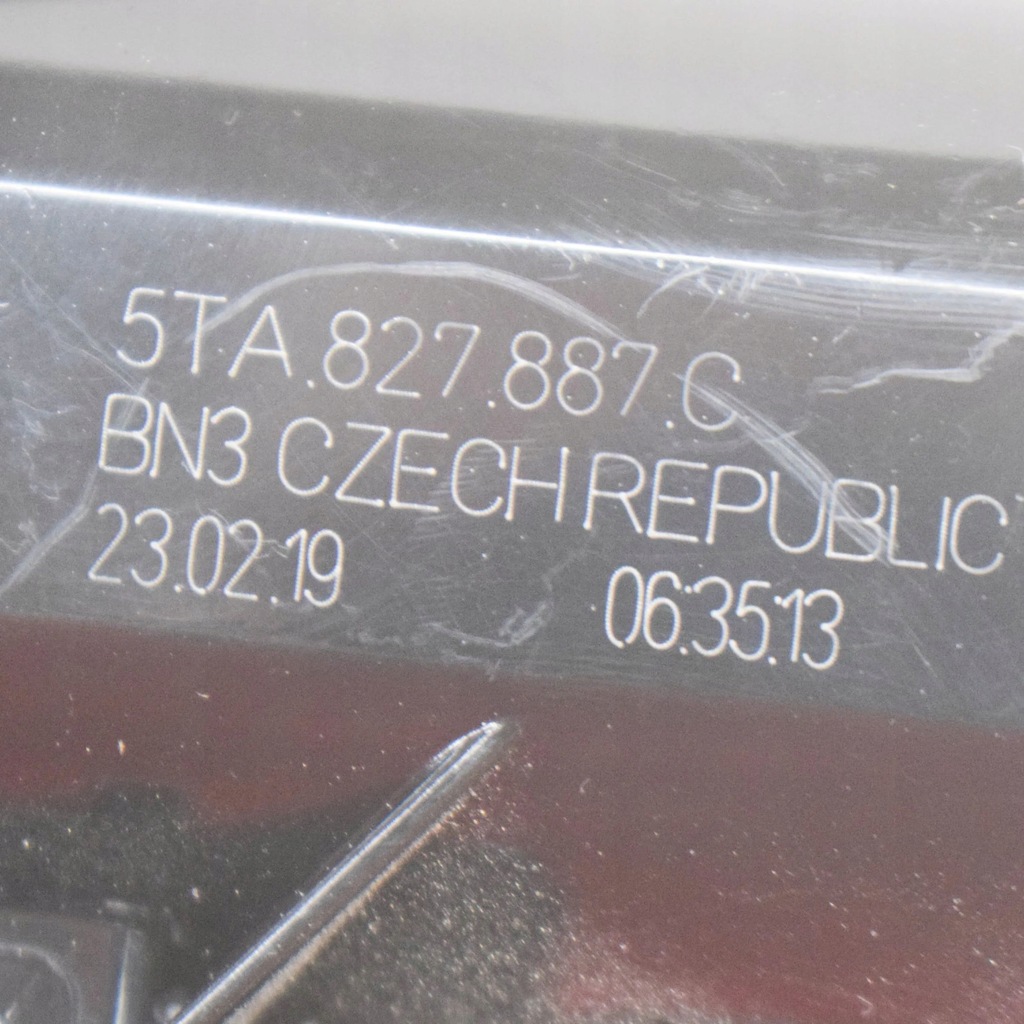 5TA.827.887.C
BN3 CZECH REPUBLIC
23.02.19 06:35:13